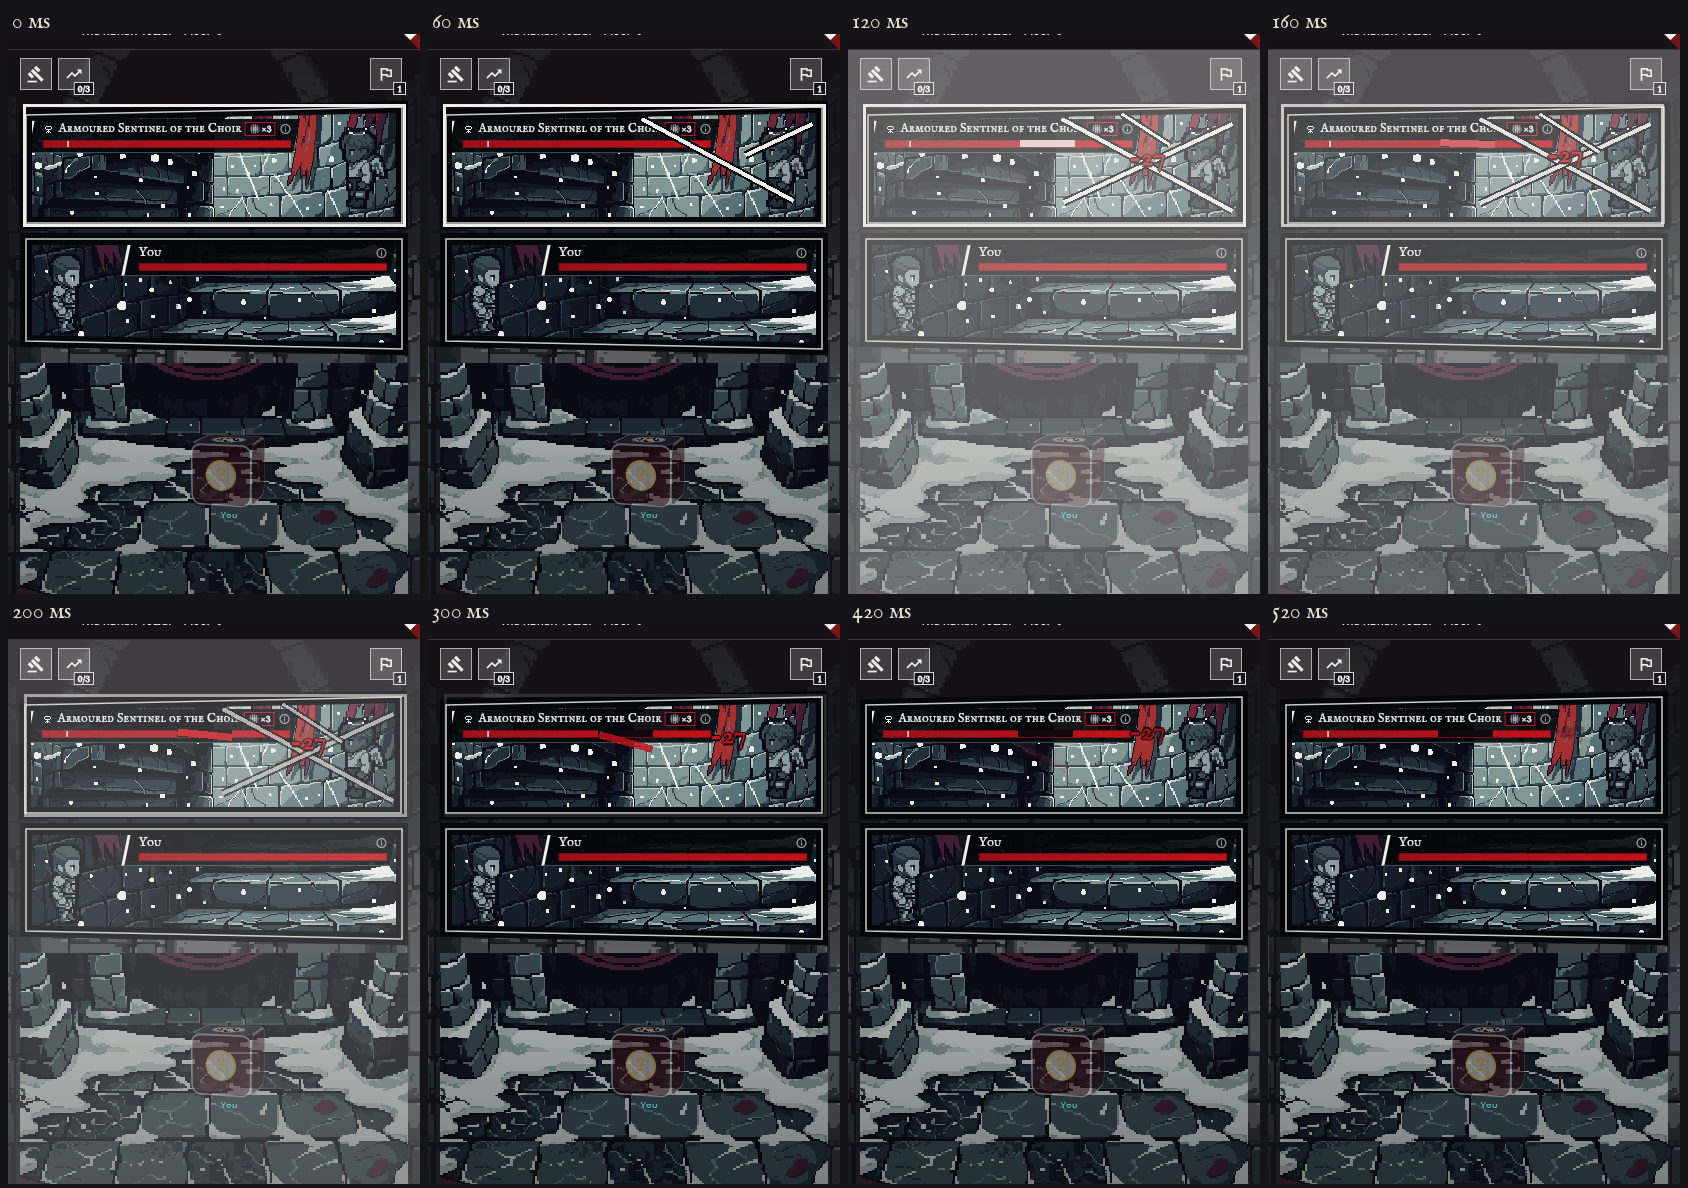 0 MS
60 MS
120 MS
160 MS
0/3
1
0/3
1
0/3
1
0/3
1
Armoured Sentinel of the Choir ×3
Armoured Sentinel of the Cho ×3
Armoured Sentinel of the Choir ×3
Armoured Sentinel of the Cho ×3
-27
-27
You
You
You
You
You
You
You
You
200 MS
300 MS
420 MS
520 MS
0/3
1
0/3
1
0/3
1
0/3
1
Armoured Sentinel of the Choi ×3
Armoured Sentinel of the Choir ×3
Armoured Sentinel of the Choir ×3
Armoured Sentinel of the Choir ×3
-27
-27
-27
You
You
You
You
You
You
You
You